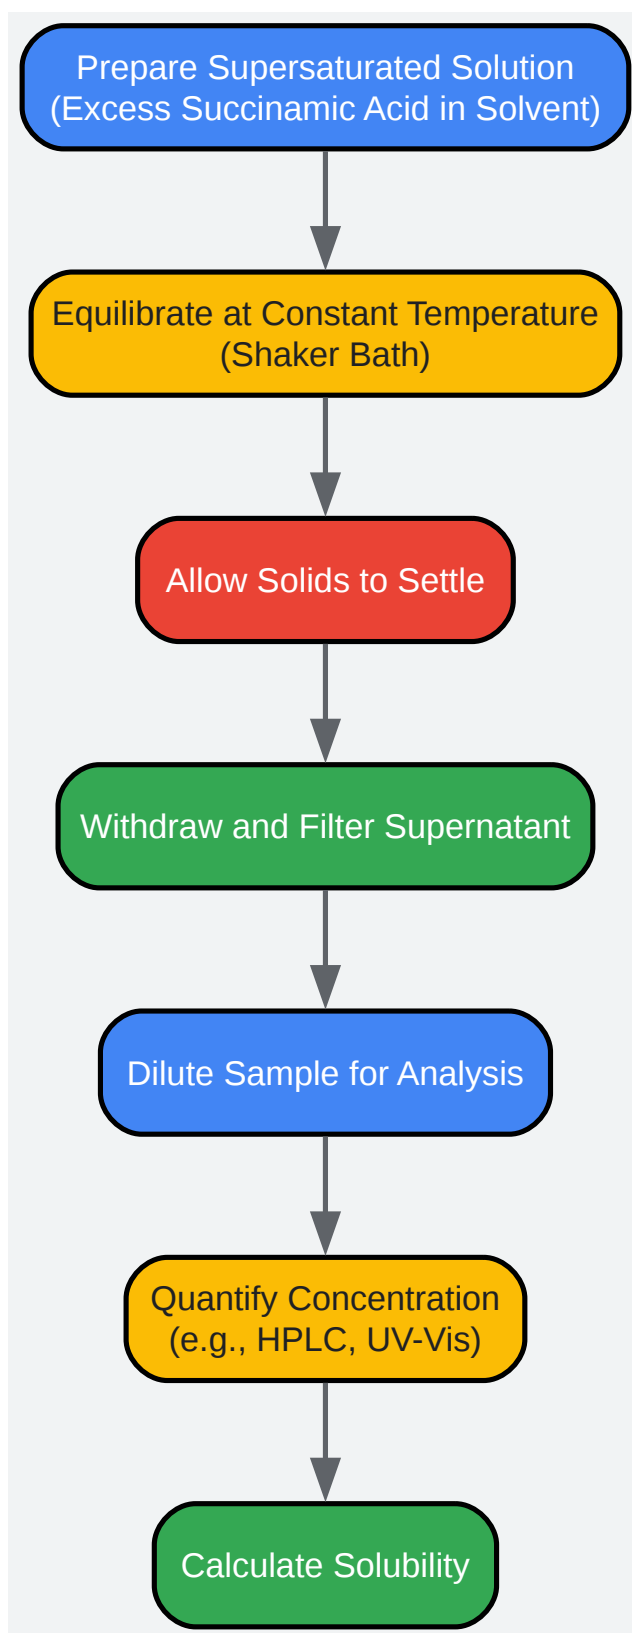 Prepare Supersaturated Solution
(Excess Succinamic Acid in Solvent)
Equilibrate at Constant Temperature
(Shaker Bath)
Allow Solids to Settle
Withdraw and Filter Supernatant
Dilute Sample for Analysis
Quantify Concentration
(e.g., HPLC, UV-Vis)
Calculate Solubility